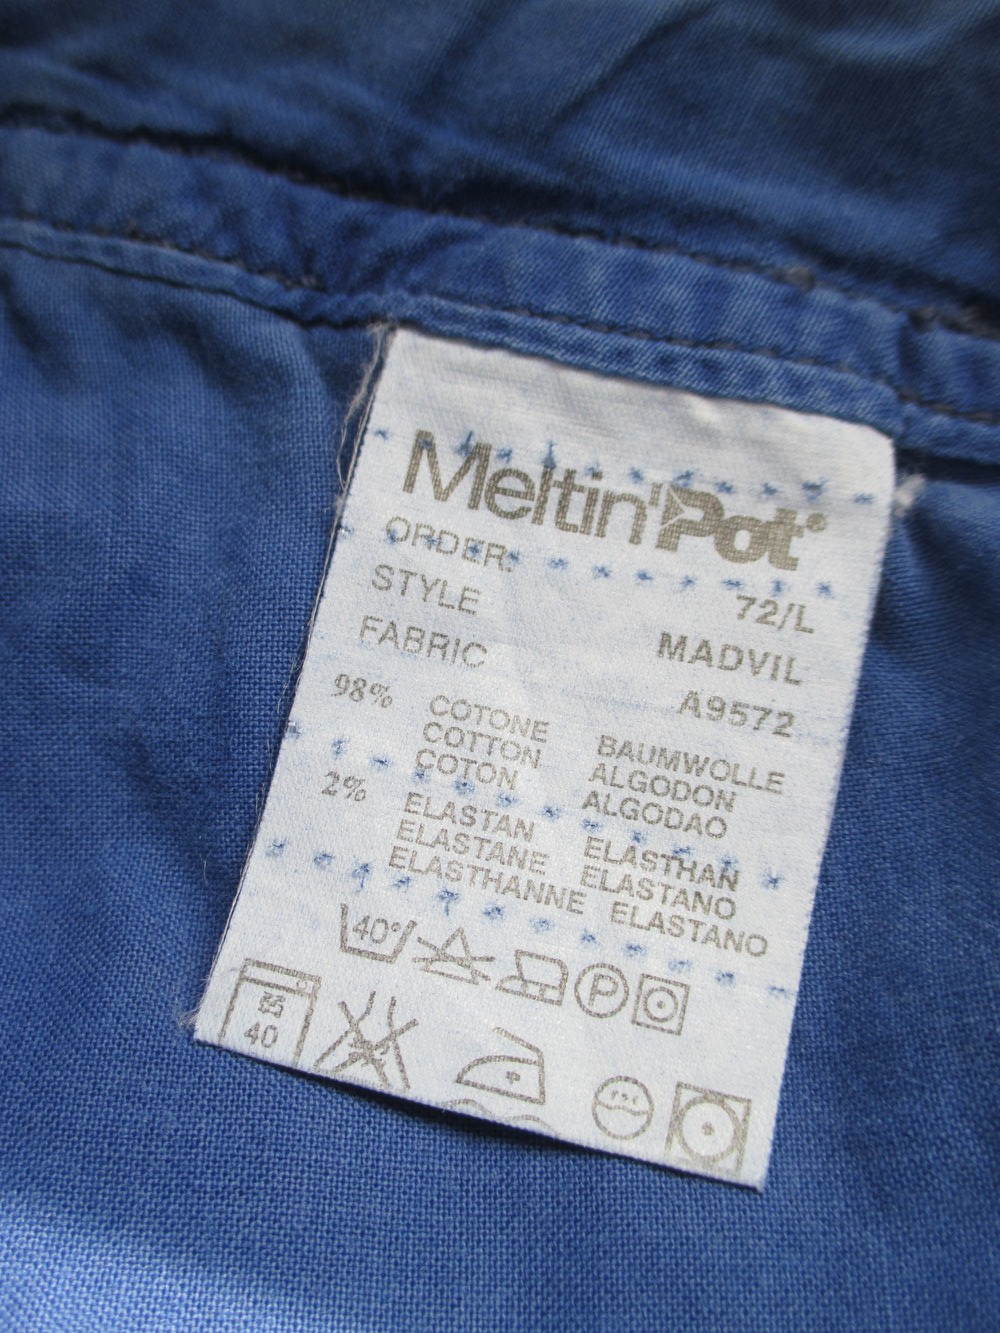 Meltin'Pot®
ORDER: 72/L
STYLE MADVIL
FABRIC A9572
98% COTONE BAUMWOLLE
COTTON ALGODON
COTON ALGODAO
2% ELASTAN ELASTHAN
ELASTANE ELASTANO
ELASTHANNE ELASTANO
40° P
40